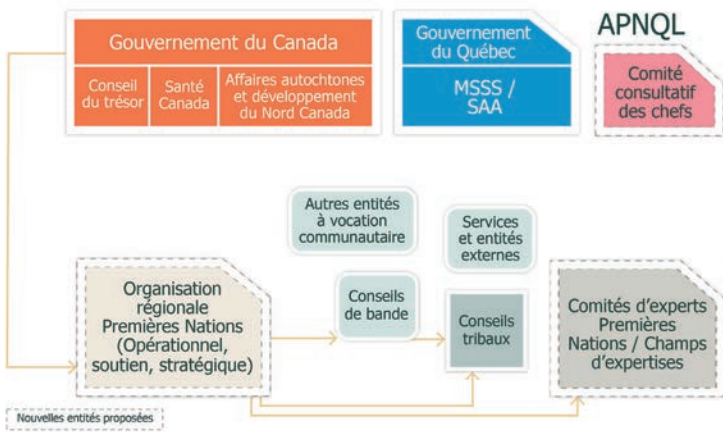 Gouvernement du Canada
Conseil
du trésor
Santé
Canada
Affaires autochtones
et développement
du Nord Canada
Gouvernement
du Québec
MSSS /
SAA
APNQL
Comité
consultatif
des chefs
Autres entités
à vocation
communautaire
Services
et entités
externes
Organisation
régionale
Premières Nations
(Opérationnel,
soutien, stratégique)
Conseils
de bande
Conseils
tribaux
Comités d'experts
Premières
Nations / Champs
d'expertises
Nouvelles entités proposées